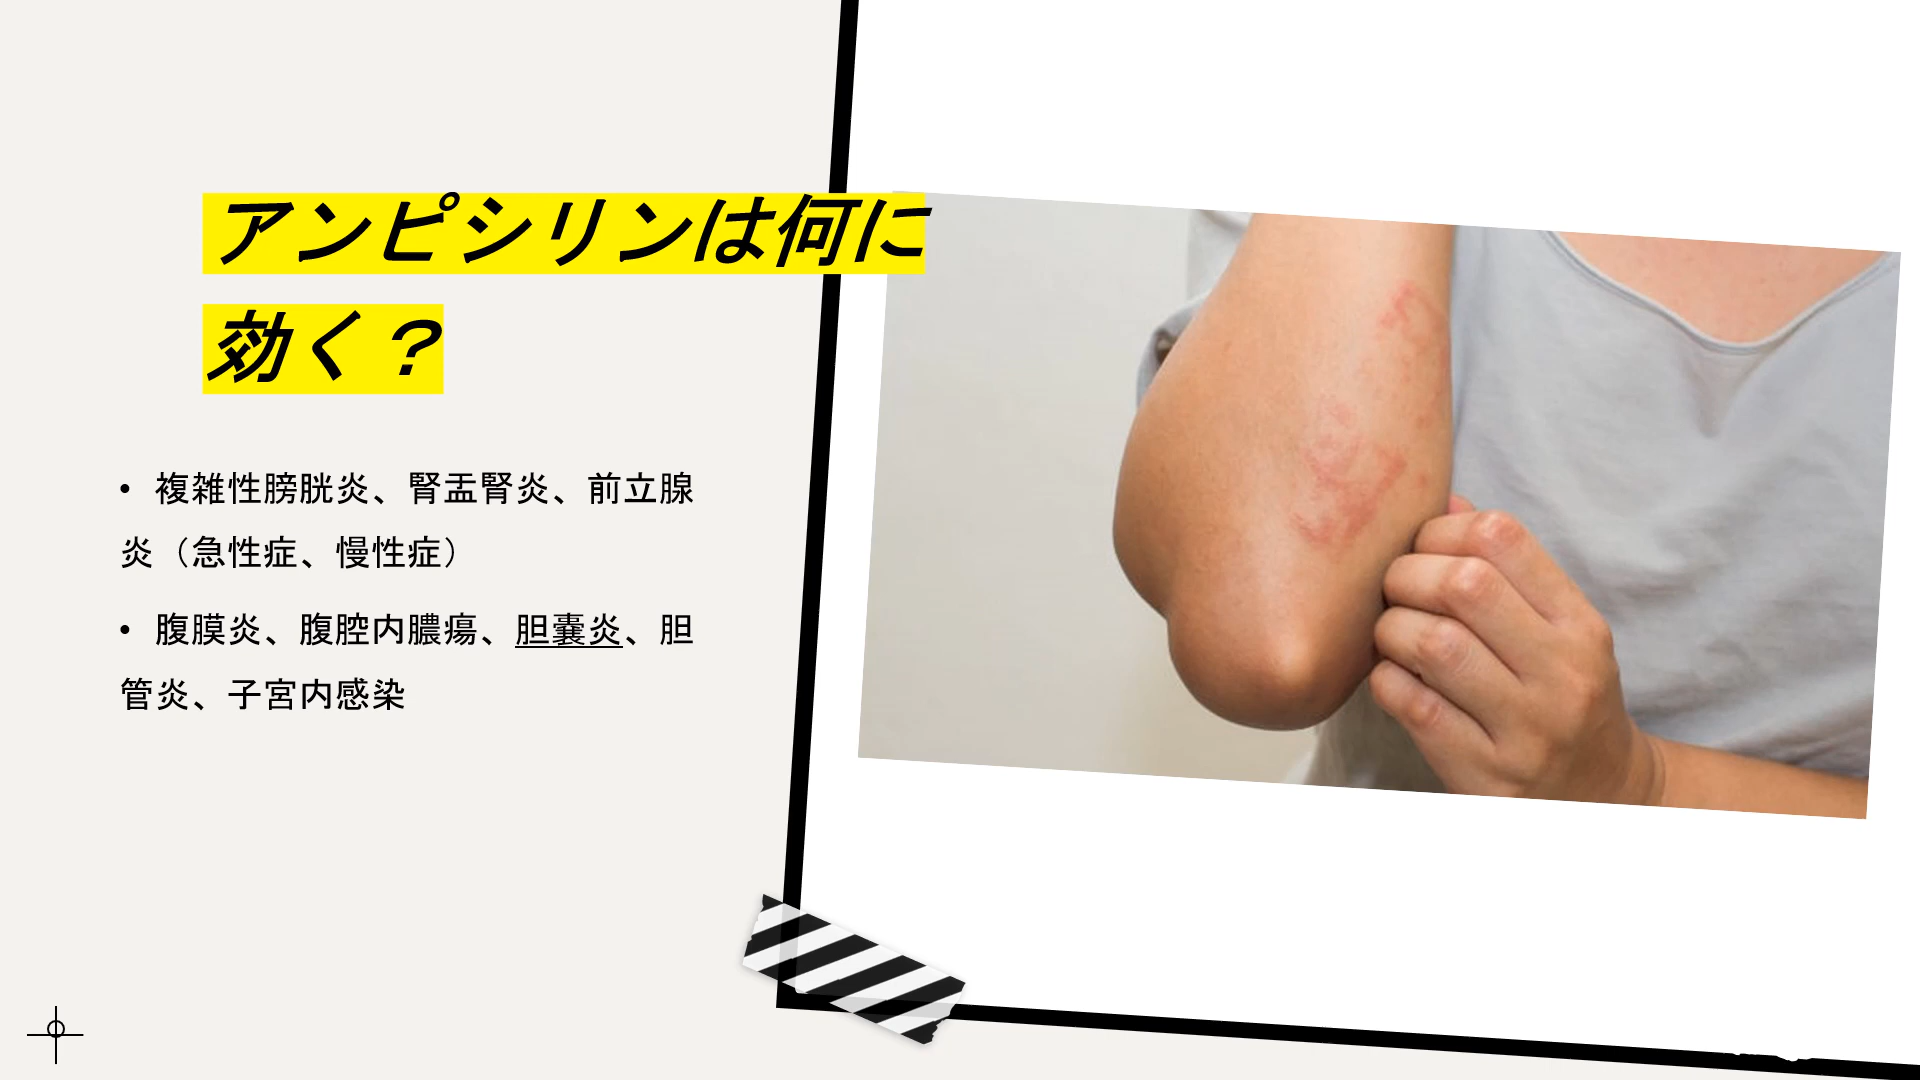 アンピシリンは何に
効く？
• 複雑性膀胱炎、腎盂腎炎、前立腺
炎（急性症、慢性症）
• 腹膜炎、腹腔内膿瘍、胆嚢炎、胆
管炎、子宮内感染